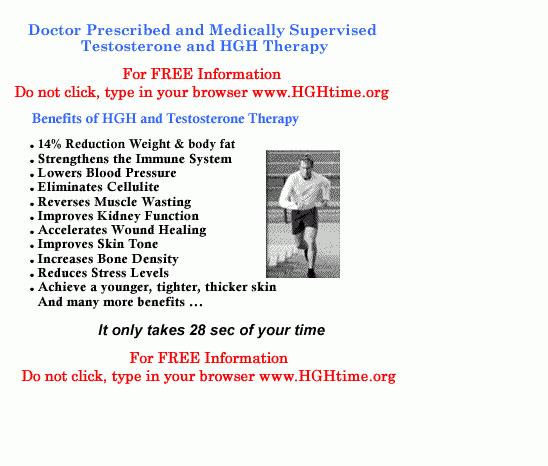 Doctor Prescribed and Medically Supervised
Testosterone and HGH Therapy
For FREE Information
Do not click, type in your browser www.HGHtime.org
Benefits of HGH and Testosterone Therapy
. 14% Reduction Weight & body fat
. Strengthens the Immune System
. Lowers Blood Pressure
. Eliminates Cellulite
. Reverses Muscle Wasting
. Improves Kidney Function
. Accelerates Wound Healing
. Improves Skin Tone
. Increases Bone Density
. Reduces Stress Levels
. Achieve a younger, tighter, thicker skin
And many more benefits ...
It only takes 28 sec of your time
For FREE Information
Do not click, type in your browser www.HGHtime.org